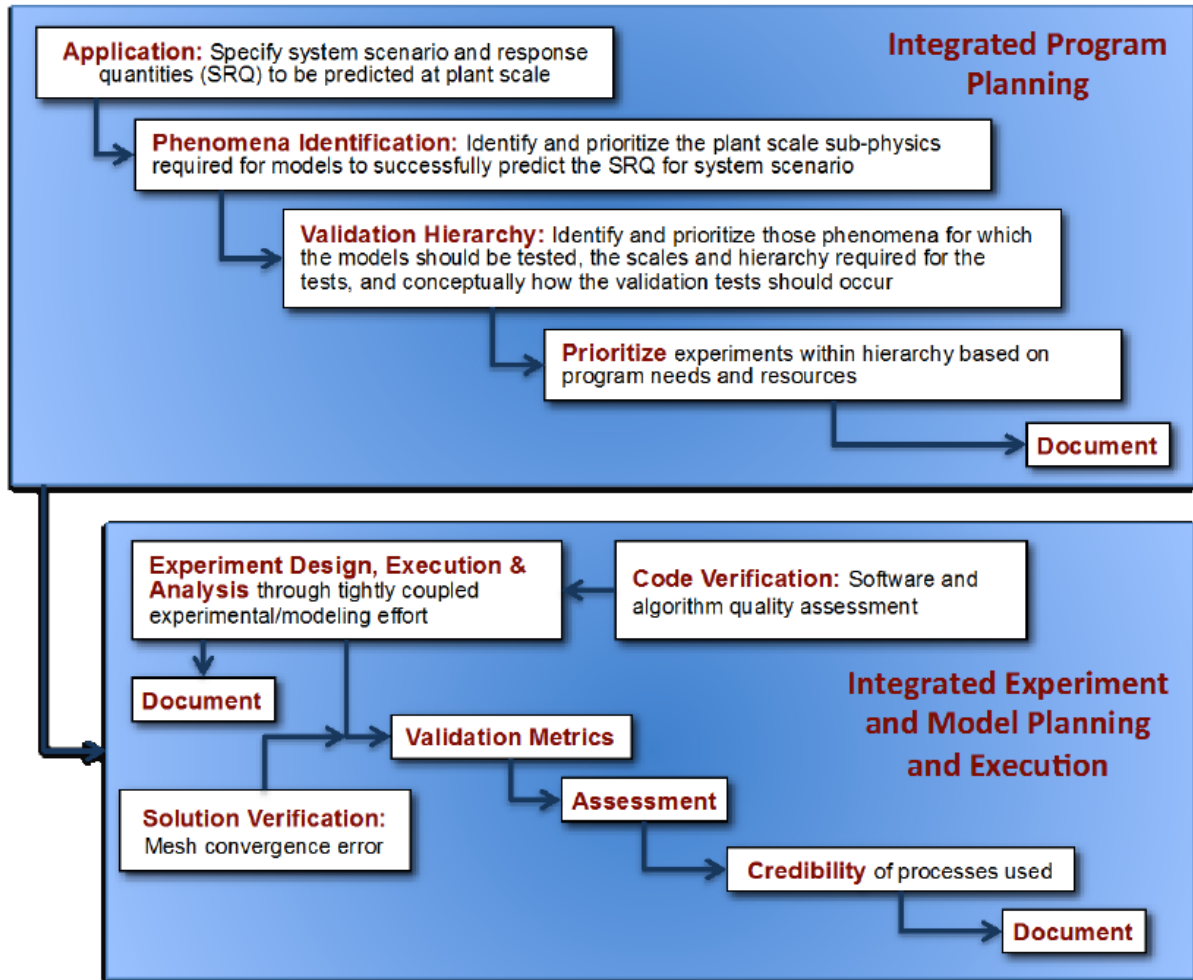 Integrated Program
Planning
Application: Specify system scenario and response
quantities (SRQ) to be predicted at plant scale
Phenomena Identification: Identify and prioritize the plant scale sub-physics
required for models to successfully predict the SRQ for system scenario
Validation Hierarchy: Identify and prioritize those phenomena for which
the models should be tested, the scales and hierarchy required for the
tests, and conceptually how the validation tests should occur
Prioritize experiments within hierarchy based on
program needs and resources
Document
Experiment Design, Execution &
Analysis through tightly coupled
experimental/modeling effort
Code Verification: Software and
algorithm quality assessment
Document
Integrated Experiment
and Model Planning
and Execution
Validation Metrics
Solution Verification:
Mesh convergence error
Assessment
Credibility of processes used
Document